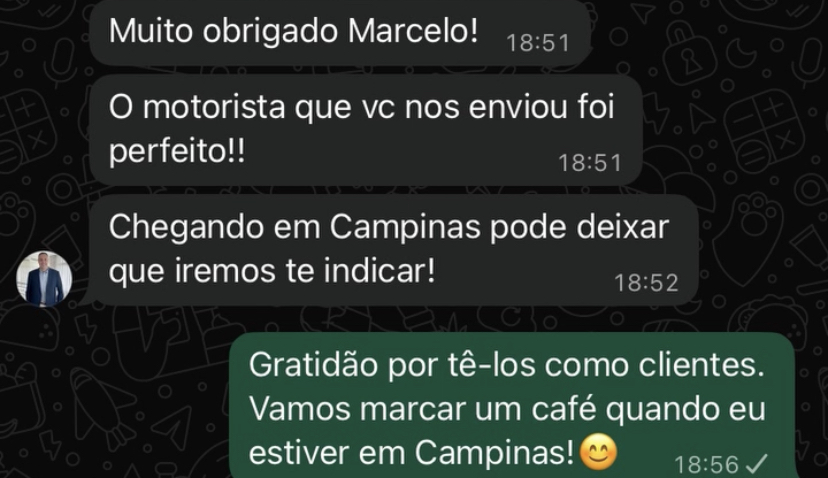 Muito obrigado Marcelo! 18:51
O motorista que vc nos enviou foi
perfeito!! 18:51
Chegando em Campinas pode deixar
que iremos te indicar! 18:52
Gratidão por tê-los como clientes.
Vamos marcar um café quando eu
estiver em Campinas!😊 18:56